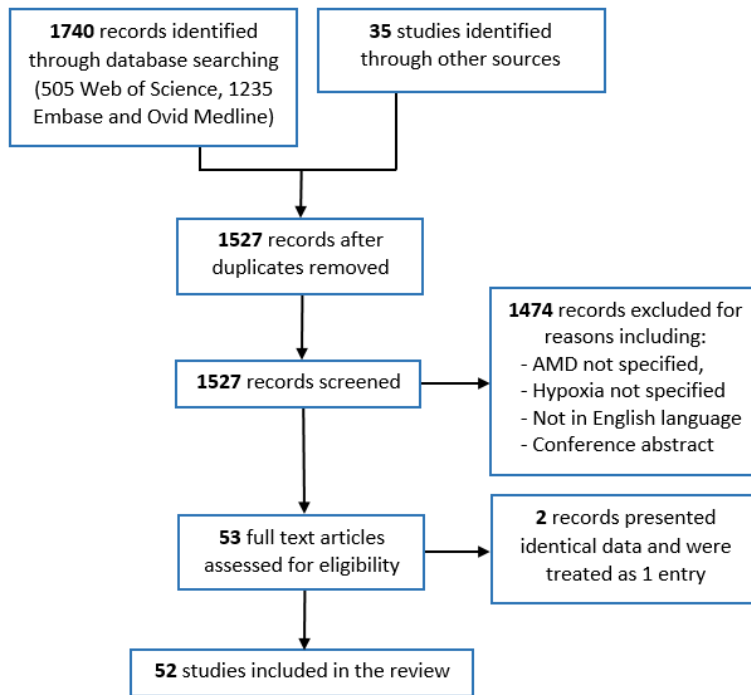 1740 records identified
through database searching
(505 Web of Science, 1235
Embase and Ovid Medline)
35 studies identified
through other sources
1527 records after
duplicates removed
1474 records excluded for
reasons including:
- AMD not specified,
- Hypoxia not specified
- Not in English language
- Conference abstract
1527 records screened
53 full text articles
assessed for eligibility
2 records presented
identical data and were
treated as 1 entry
52 studies included in the review